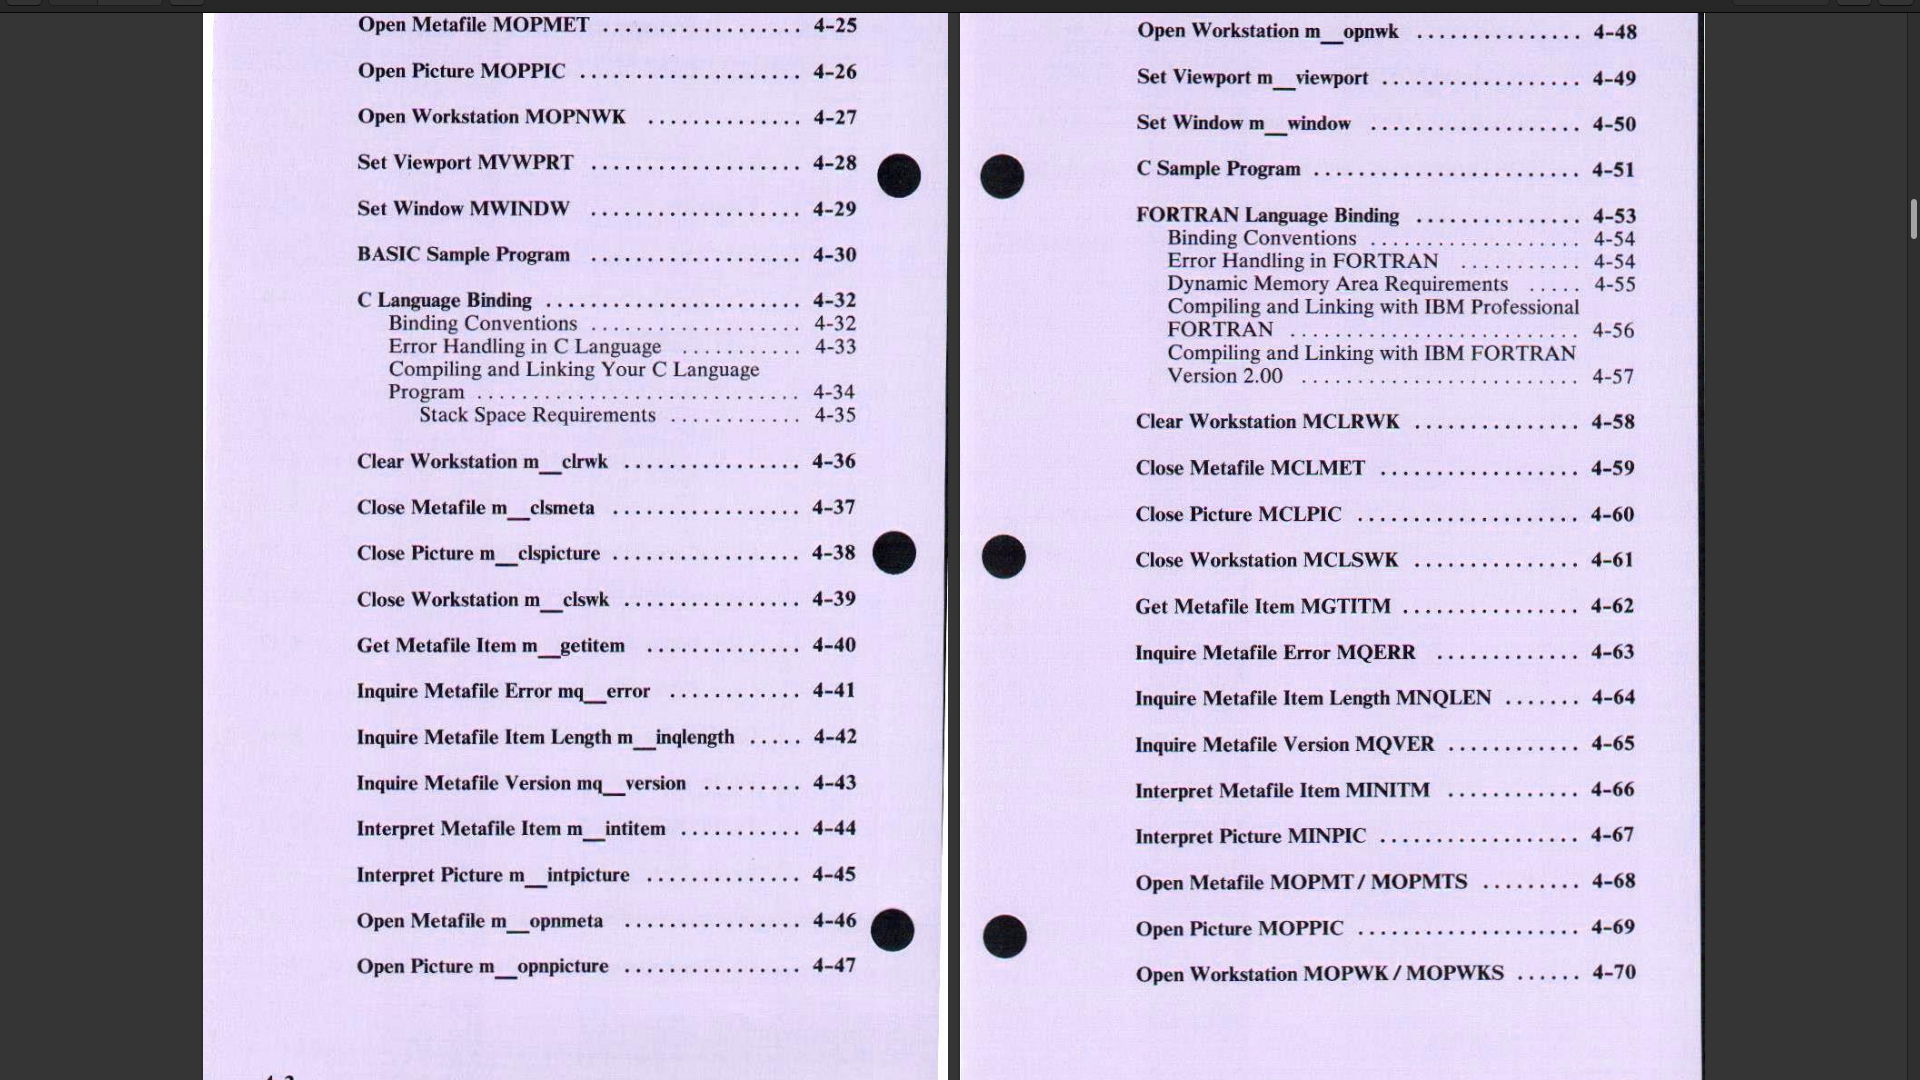 Open Metafile MOPMET .................. 4-25
Open Picture MOPPIC .................... 4-26
Open Workstation MOPNWK .............. 4-27
Set Viewport MVWPRT ................... 4-28
Set Window MWINDW ................... 4-29
BASIC Sample Program ................... 4-30
C Language Binding ....................... 4-32
Binding Conventions ................... 4-32
Error Handling in C Language ........... 4-33
Compiling and Linking Your C Language
Program ............................. 4-34
Stack Space Requirements ............ 4-35
Clear Workstation m__clrwk ................ 4-36
Close Metafile m__clsmeta ................. 4-37
Close Picture m__clspicture ................. 4-38
Close Workstation m__clswk ................ 4-39
Get Metafile Item m__getitem .............. 4-40
Inquire Metafile Error mq__error ............ 4-41
Inquire Metafile Item Length m__inqlength ..... 4-42
Inquire Metafile Version mq__version ......... 4-43
Interpret Metafile Item m__intitem ........... 4-44
Interpret Picture m__intpicture .............. 4-45
Open Metafile m__opnmeta ................ 4-46
Open Picture m__opnpicture ................ 4-47
Open Workstation m__opnwk ............... 4-48
Set Viewport m__viewport .................. 4-49
Set Window m__window ................... 4-50
C Sample Program ........................ 4-51
FORTRAN Language Binding ............... 4-53
Binding Conventions ................... 4-54
Error Handling in FORTRAN ........... 4-54
Dynamic Memory Area Requirements ..... 4-55
Compiling and Linking with IBM Professional
FORTRAN .......................... 4-56
Compiling and Linking with IBM FORTRAN
Version 2.00 ......................... 4-57
Clear Workstation MCLRWK ............... 4-58
Close Metafile MCLMET .................. 4-59
Close Picture MCLPIC .................... 4-60
Close Workstation MCLSWK ............... 4-61
Get Metafile Item MGTITM ................ 4-62
Inquire Metafile Error MQERR ............. 4-63
Inquire Metafile Item Length MNQLEN ....... 4-64
Inquire Metafile Version MQVER ............ 4-65
Interpret Metafile Item MINITM ............ 4-66
Interpret Picture MINPIC .................. 4-67
Open Metafile MOPMT / MOPMTS ......... 4-68
Open Picture MOPPIC .................... 4-69
Open Workstation MOPWK / MOPWKS ...... 4-70